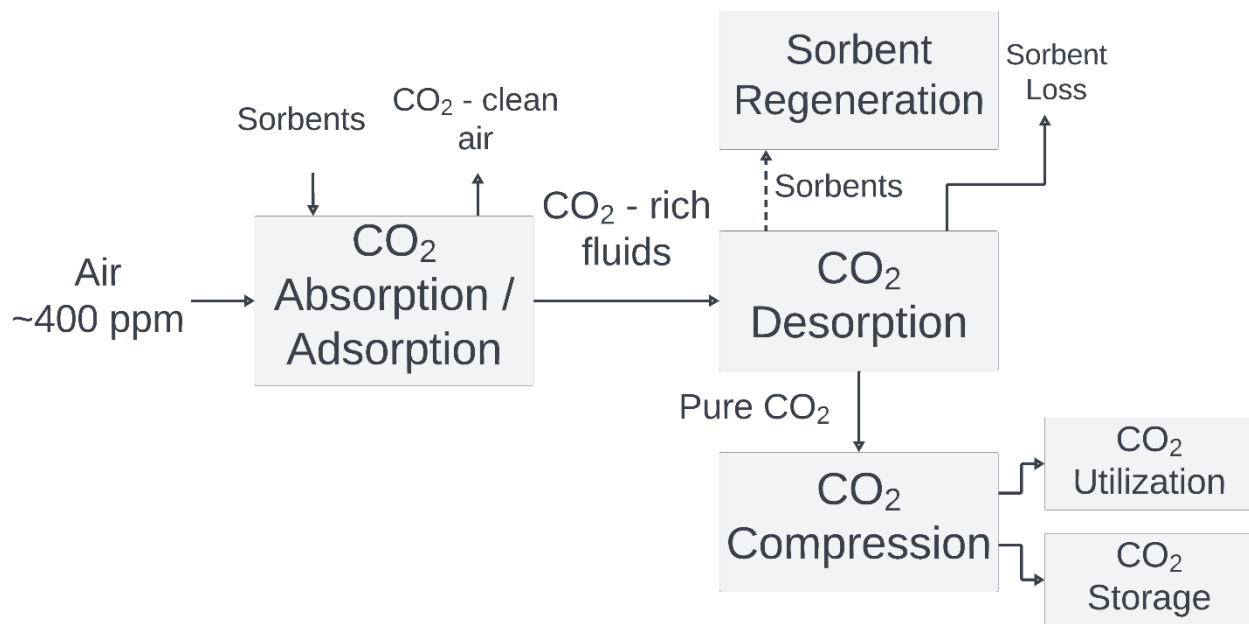 Sorbent
Regeneration
Sorbent
Loss
CO₂ - clean
air
Sorbents
Sorbents
CO₂ - rich
fluids
Air
~400 ppm
CO₂
Absorption /
Adsorption
CO₂
Desorption
Pure CO₂
CO₂
Compression
CO₂
Utilization
CO₂
Storage